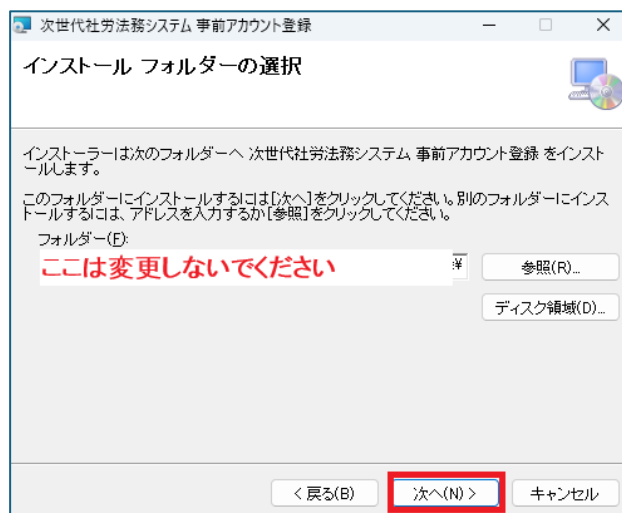 次世代社労法務システム 事前アカウント登録
インストール フォルダーの選択
インストーラーは次のフォルダーへ 次世代社労法務システム 事前アカウント登録 をインスト
ールします。
このフォルダーにインストールするには[次へ]をクリックしてください。別のフォルダーにインス
トールするには、アドレスを入力するか[参照]をクリックしてください。
フォルダー(F):
ここは変更しないでください ¥ 参照(R)...
ディスク領域(D)...
< 戻る(B) 次へ(N) > キャンセル